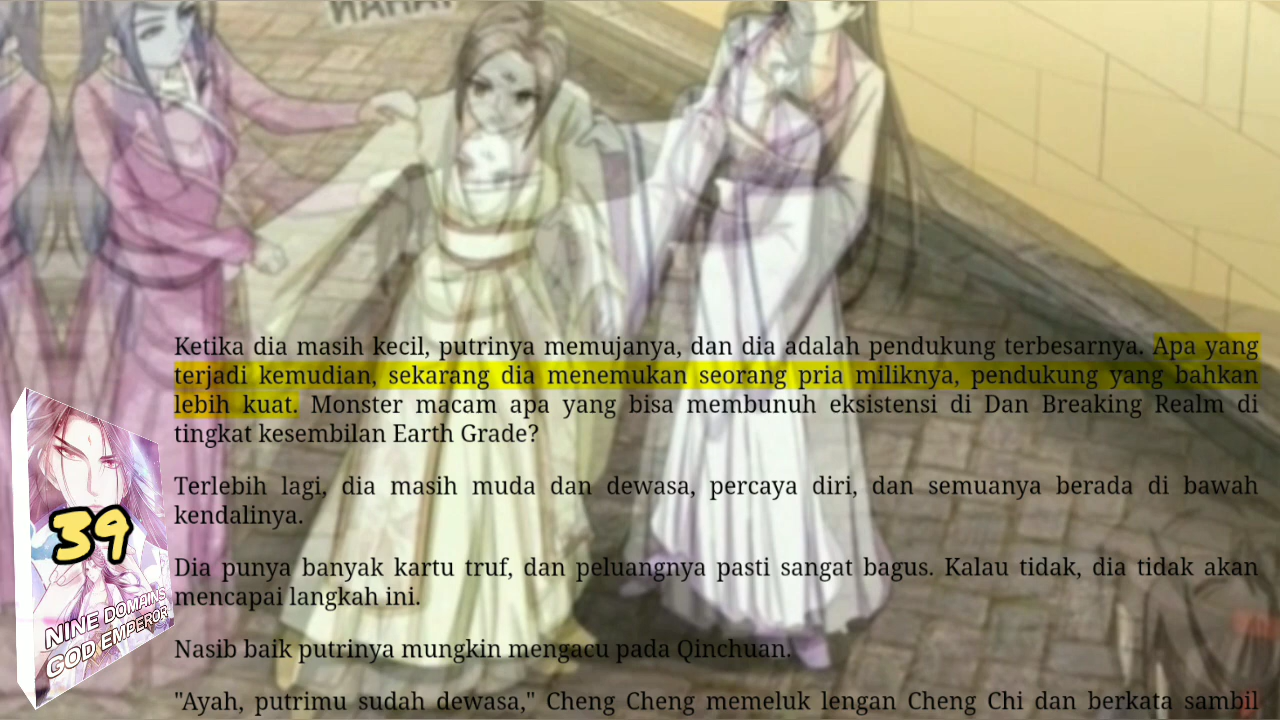 Ketika dia masih kecil, putrinya memujanya, dan dia adalah pendukung terbesarnya. Apa yang
terjadi kemudian, sekarang dia menemukan seorang pria miliknya, pendukung yang bahkan
lebih kuat. Monster macam apa yang bisa membunuh eksistensi di Dan Breaking Realm di
tingkat kesembilan Earth Grade?
Terlebih lagi, dia masih muda dan dewasa, percaya diri, dan semuanya berada di bawah
kendalinya.
Dia punya banyak kartu truf, dan peluangnya pasti sangat bagus. Kalau tidak, dia tidak akan
mencapai langkah ini.
Nasib baik putrinya mungkin mengacu pada Qinchuan.
"Ayah, putrimu sudah dewasa," Cheng Cheng memeluk lengan Cheng Chi dan berkata sambil
39
NINE DOMAINS
GOD EMPEROR